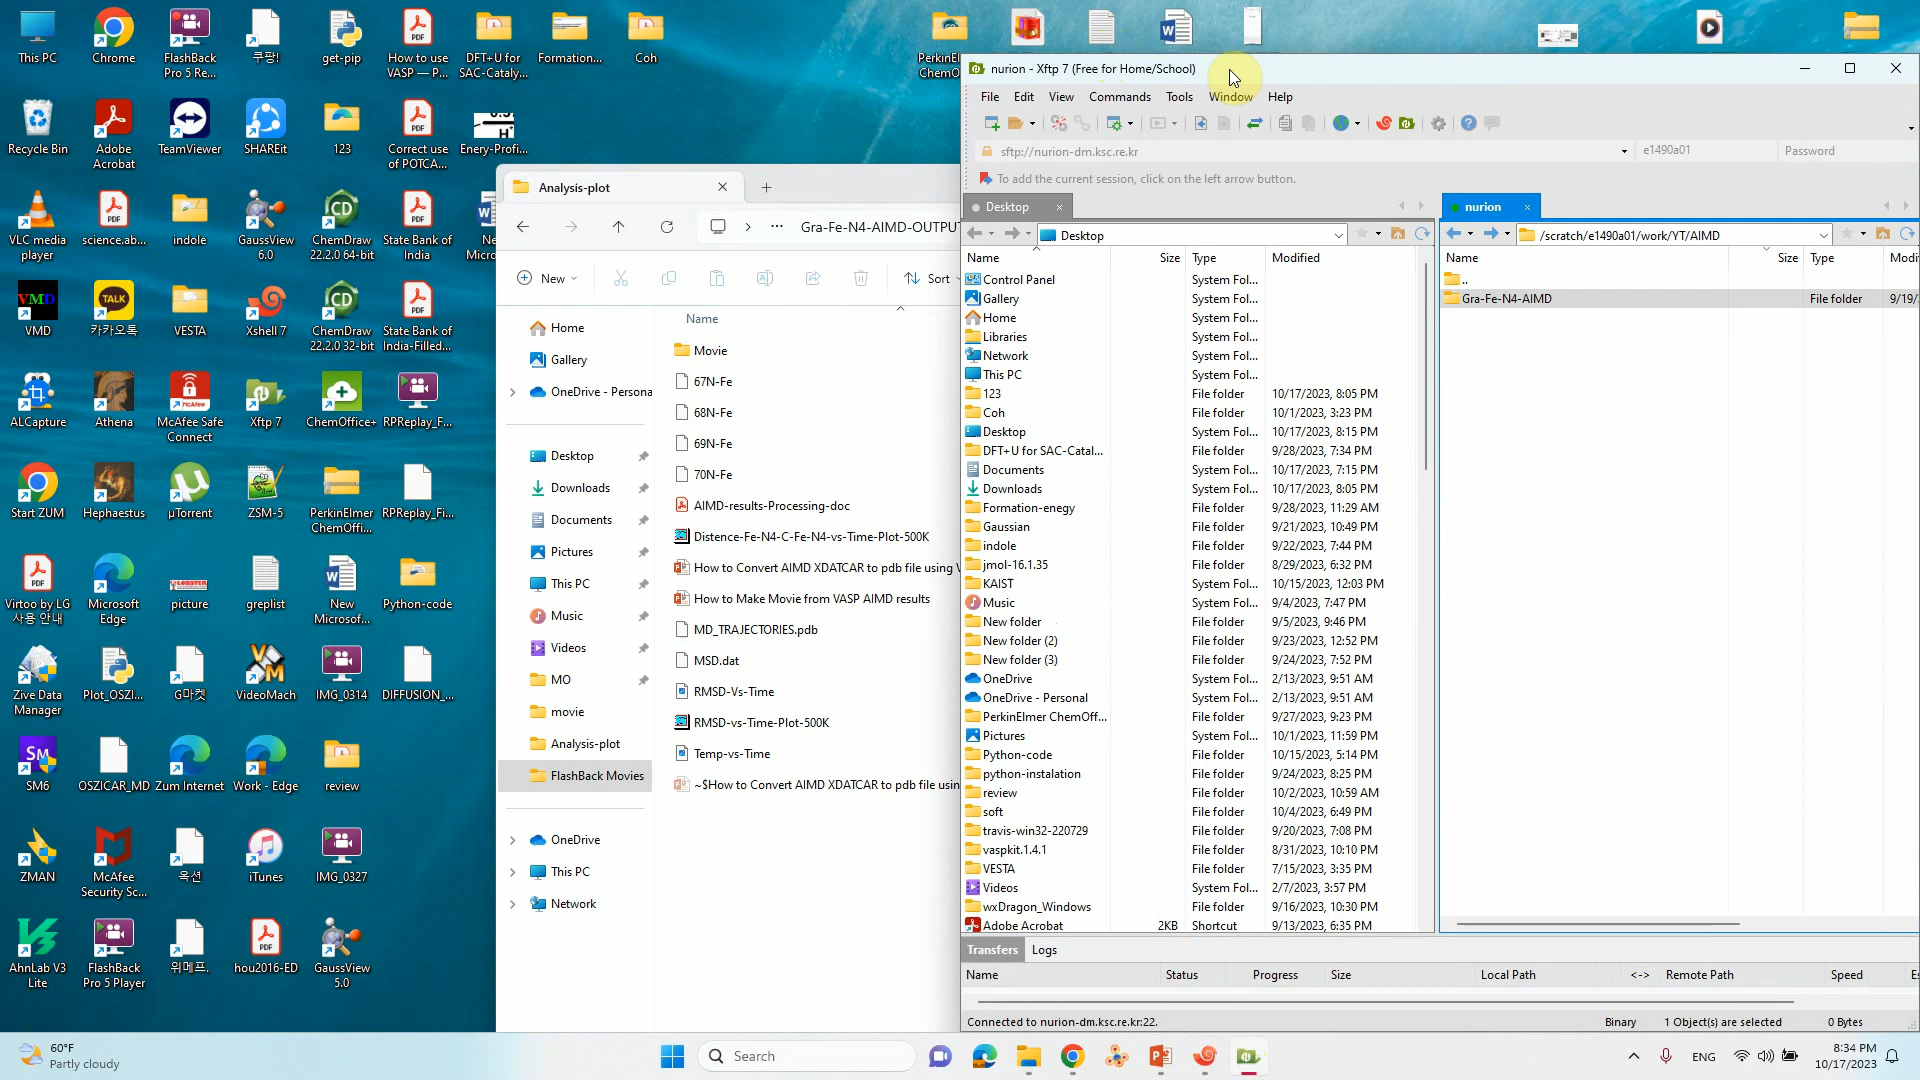 This PC
Chrome
FlashBack
Pro 5 Re...
쿠팡!
get-pip
How to use
VASP — P...
DFT+U for
SAC-Cataly...
Formation...
Coh
Recycle Bin
Adobe
Acrobat
TeamViewer
SHAREit
123
Correct use
of POTCA...
Enery-Profi...
VLC media
player
science.ab...
indole
GaussView
6.0
ChemDraw
22.2.0 64-bit
State Bank of
India
VMD
VMD
TALK
카카오톡
VESTA
Xshell 7
ChemDraw
22.2.0 32-bit
State Bank of
India-Filled...
ALCapture
Athena
McAfee Safe
Connect
Xftp 7
ChemOffice+
RPReplay_F...
Start ZUM
Hephaestus
µTorrent
ZSM-5
PerkinElmer
ChemOffi...
RPReplay_Fi...
Virtoo by LG
사용 안내
Microsoft
Edge
picture
greplist
New
Microsof...
Python-code
Zive Data
Manager
Plot_OSZI...
G마켓
VideoMach
IMG_0314
DIFFUSION_...
SM6
OSZICAR_MD
Zum Internet
Work - Edge
review
ZMAN
McAfee
Security Sc...
옥션
iTunes
IMG_0327
AhnLab V3
Lite
FlashBack
Pro 5 Player
위메프.
hou2016-ED
GaussView
5.0
Analysis-plot
Gra-Fe-N4-AIMD-OUTPU
New
Sort
Name
Home
Gallery
OneDrive - Persona
Desktop
Downloads
Documents
Pictures
This PC
Music
Videos
MO
movie
Analysis-plot
FlashBack Movies
OneDrive
This PC
Network
Movie
67N-Fe
68N-Fe
69N-Fe
70N-Fe
AIMD-results-Processing-doc
Distence-Fe-N4-C-Fe-N4-vs-Time-Plot-500K
How to Convert AIMD XDATCAR to pdb file using V
How to Make Movie from VASP AIMD results
MD_TRAJECTORIES.pdb
MSD.dat
RMSD-Vs-Time
RMSD-vs-Time-Plot-500K
Temp-vs-Time
~$How to Convert AIMD XDATCAR to pdb file usin
nurion - Xftp 7 (Free for Home/School)
File Edit View Commands Tools Window Help
sftp://nurion-dm.ksc.re.kr
e1490a01
Password
To add the current session, click on the left arrow button.
Desktop
nurion
Desktop
/scratch/e1490a01/work/YT/AIMD
Name Size Type Modified
Control Panel System Fol...
Gallery System Fol...
Home System Fol...
Libraries System Fol...
Network System Fol...
This PC System Fol...
123 File folder 10/17/2023, 8:05 PM
Coh File folder 10/1/2023, 3:23 PM
Desktop System Fol... 10/17/2023, 8:15 PM
DFT+U for SAC-Catal... File folder 9/28/2023, 7:34 PM
Documents System Fol... 10/17/2023, 7:15 PM
Downloads System Fol... 10/17/2023, 8:05 PM
Formation-enegy File folder 9/28/2023, 11:29 AM
Gaussian File folder 9/21/2023, 10:49 PM
indole File folder 9/22/2023, 7:44 PM
jmol-16.1.35 File folder 8/29/2023, 6:32 PM
KAIST System Fol... 10/15/2023, 12:03 PM
Music System Fol... 9/4/2023, 7:47 PM
New folder File folder 9/5/2023, 9:46 PM
New folder (2) File folder 9/23/2023, 12:52 PM
New folder (3) File folder 9/24/2023, 7:52 PM
OneDrive System Fol... 2/13/2023, 9:51 AM
OneDrive - Personal System Fol... 2/13/2023, 9:51 AM
PerkinElmer ChemOff... File folder 9/27/2023, 9:23 PM
Pictures System Fol... 10/1/2023, 11:59 PM
Python-code File folder 10/15/2023, 5:14 PM
python-instalation File folder 9/24/2023, 8:25 PM
review File folder 10/2/2023, 10:59 AM
soft File folder 10/4/2023, 6:49 PM
travis-win32-220729 File folder 9/20/2023, 7:08 PM
vaspkit.1.4.1 File folder 8/31/2023, 10:10 PM
VESTA File folder 7/15/2023, 3:35 PM
Videos System Fol... 2/7/2023, 3:57 PM
wxDragon_Windows File folder 9/16/2023, 10:30 PM
Adobe Acrobat 2KB Shortcut 9/13/2023, 6:35 PM
Name Size Type Modi
..
Gra-Fe-N4-AIMD File folder 9/19/
Transfers Logs
Name Status Progress Size Local Path <-> Remote Path Speed Es
Connected to nurion-dm.ksc.re.kr:22.
Binary
1 Object(s) are selected
0 Bytes
60°F
Partly cloudy
Search
ENG
8:34 PM
10/17/2023